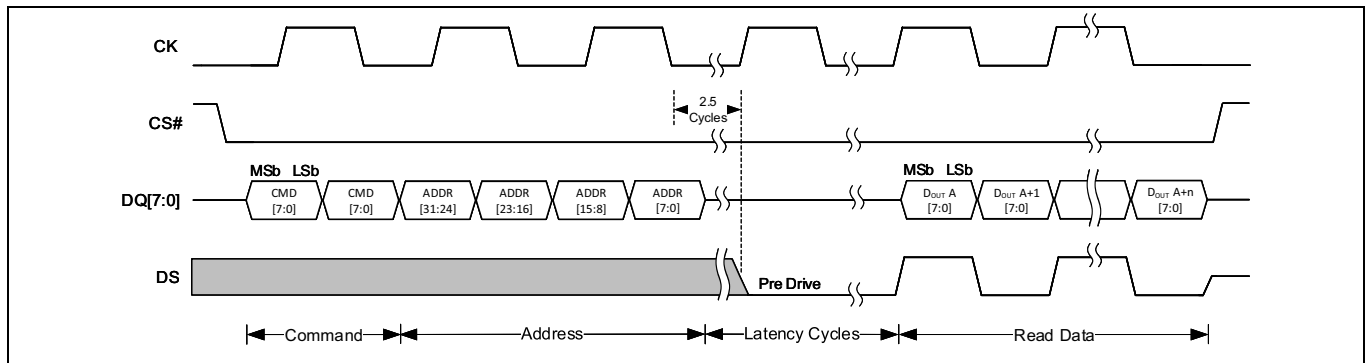 CK
2.5
Cycles
CS#
MSb LSb
MSb LSb
DQ[7:0]
CMD
[7:0]
CMD
[7:0]
ADDR
[31:24]
ADDR
[23:16]
ADDR
[15:8]
ADDR
[7:0]
DOUT A
[7:0]
DOUT A+1
[7:0]
DOUT A+n
[7:0]
DS
Pre Drive
Command
Address
Latency Cycles
Read Data